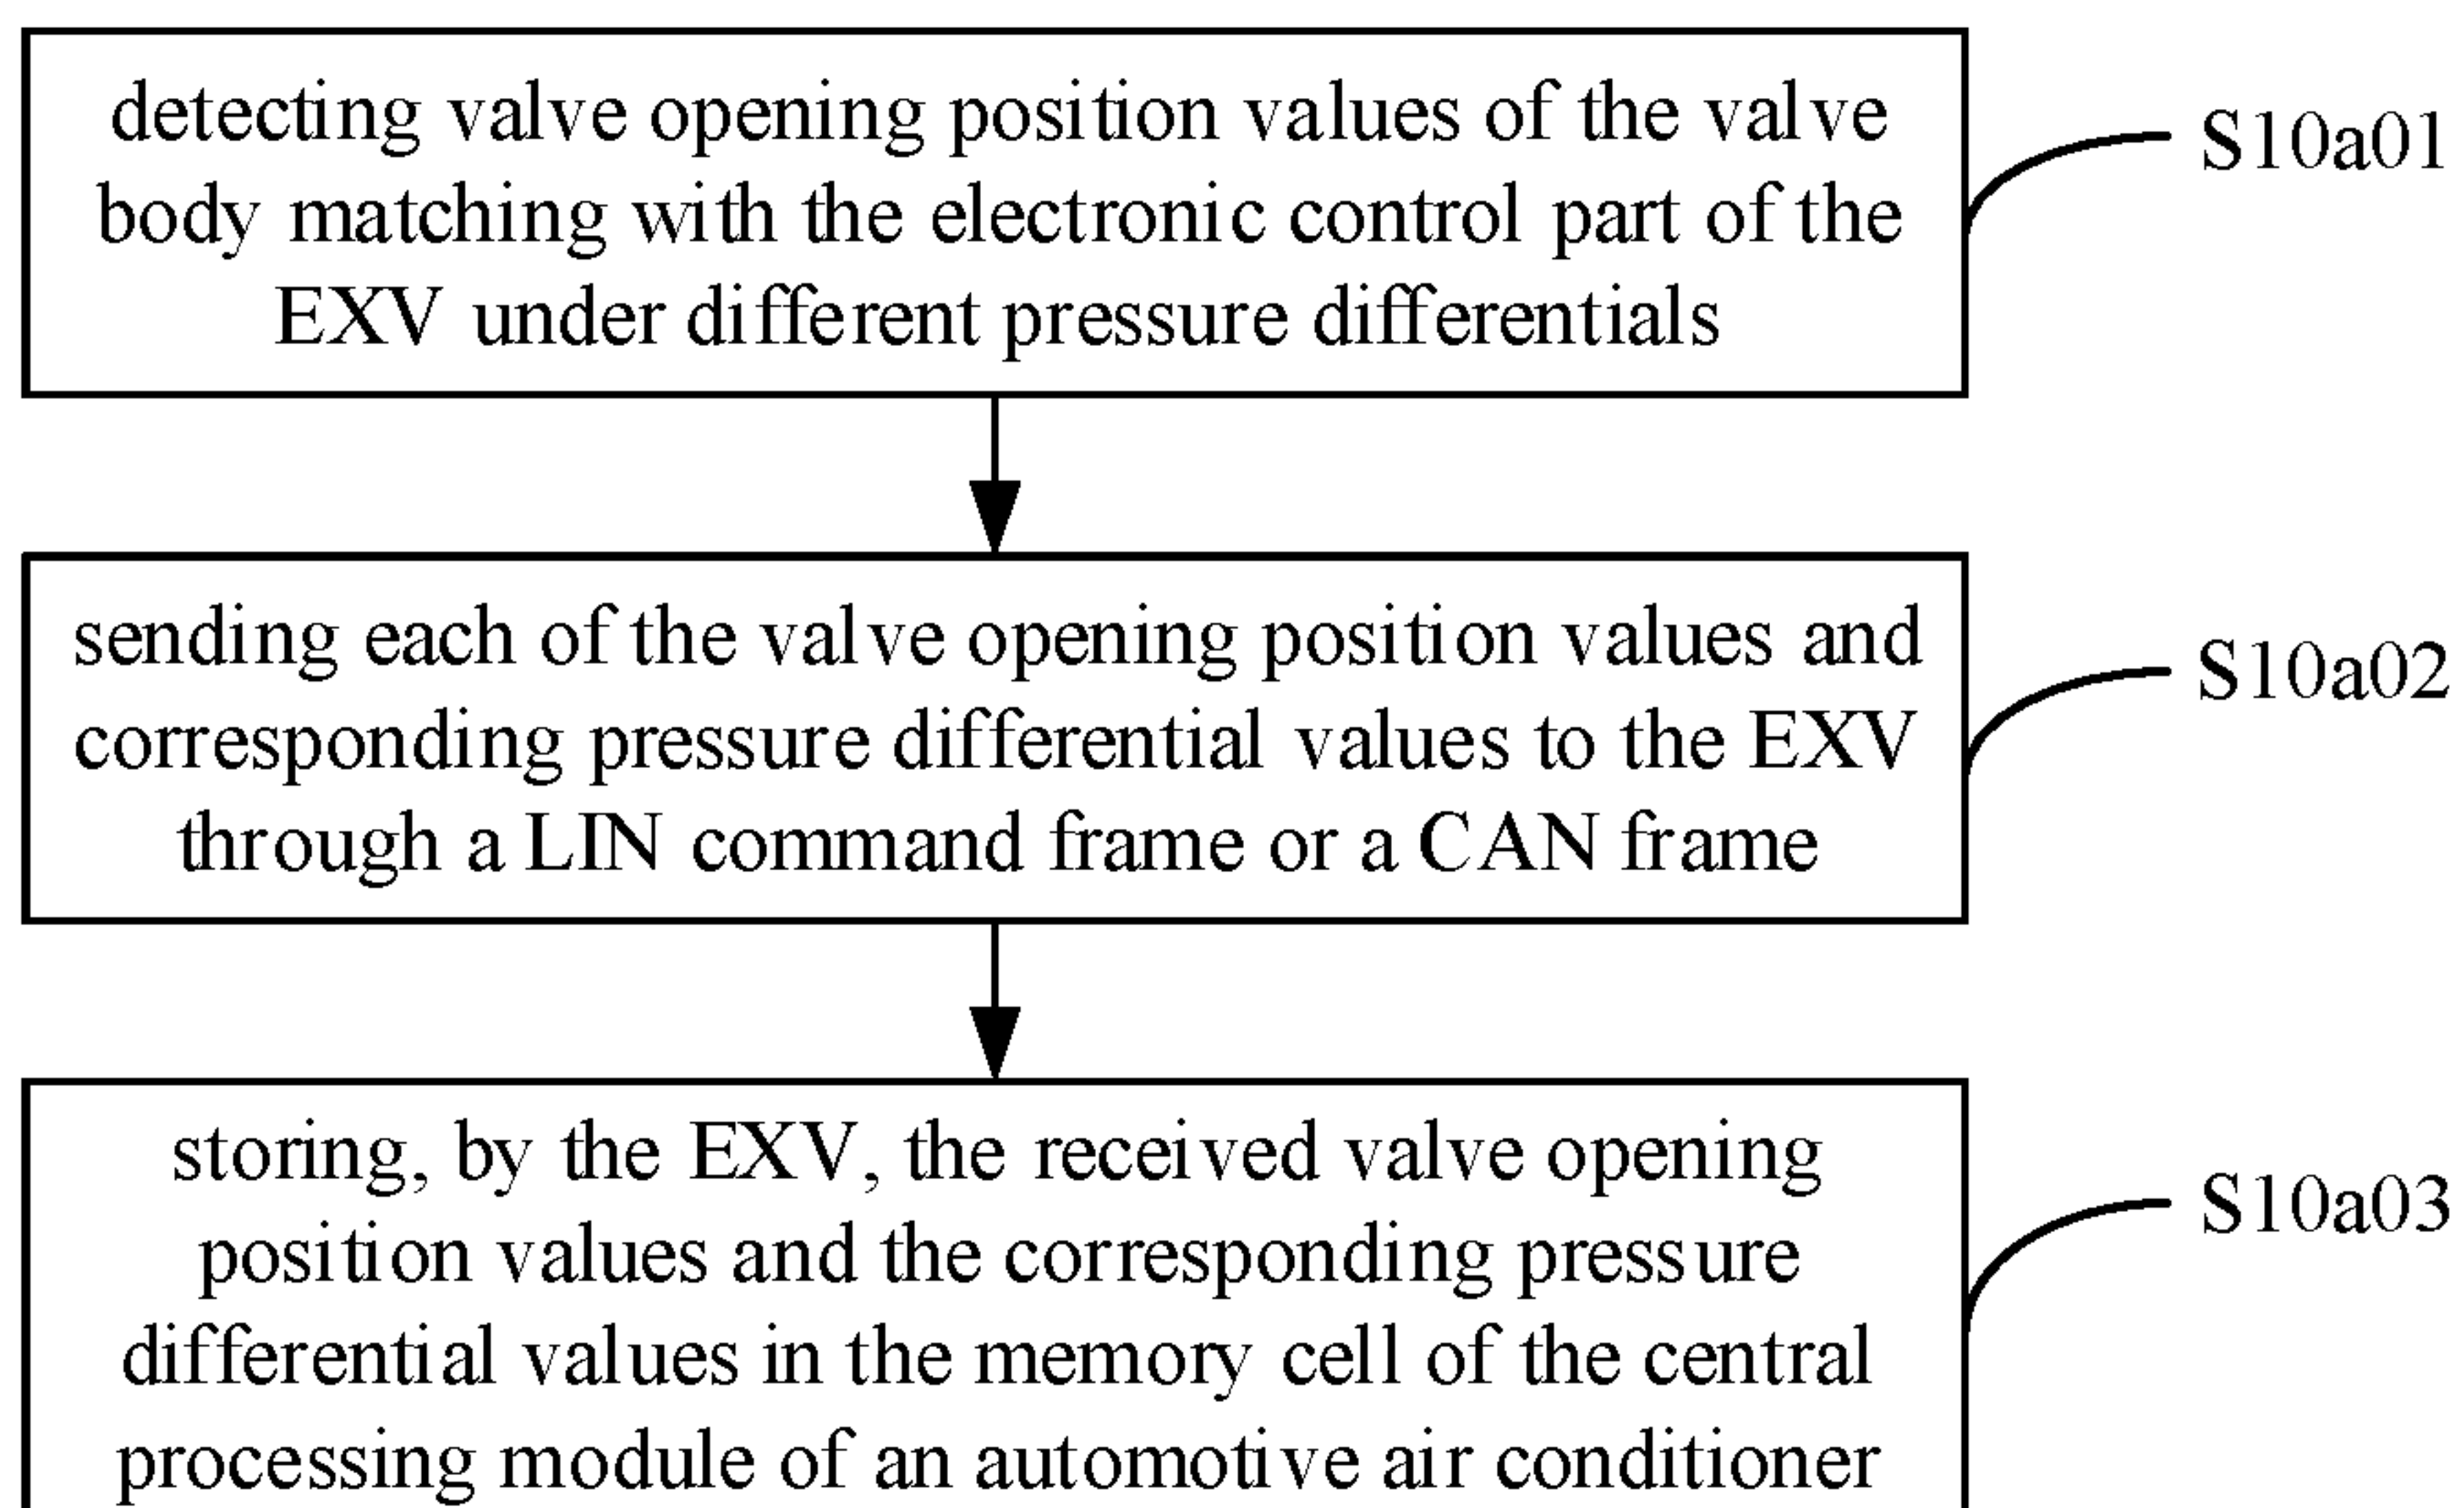 detecting valve opening position values of the valve
body matching with the electronic control part of the
EXV under different pressure differentials
S10a01
sending each of the valve opening position values and
corresponding pressure differential values to the EXV
through a LIN command frame or a CAN frame
S10a02
storing, by the EXV, the received valve opening
position values and the corresponding pressure
differential values in the memory cell of the central
processing module of an automotive air conditioner
S10a03